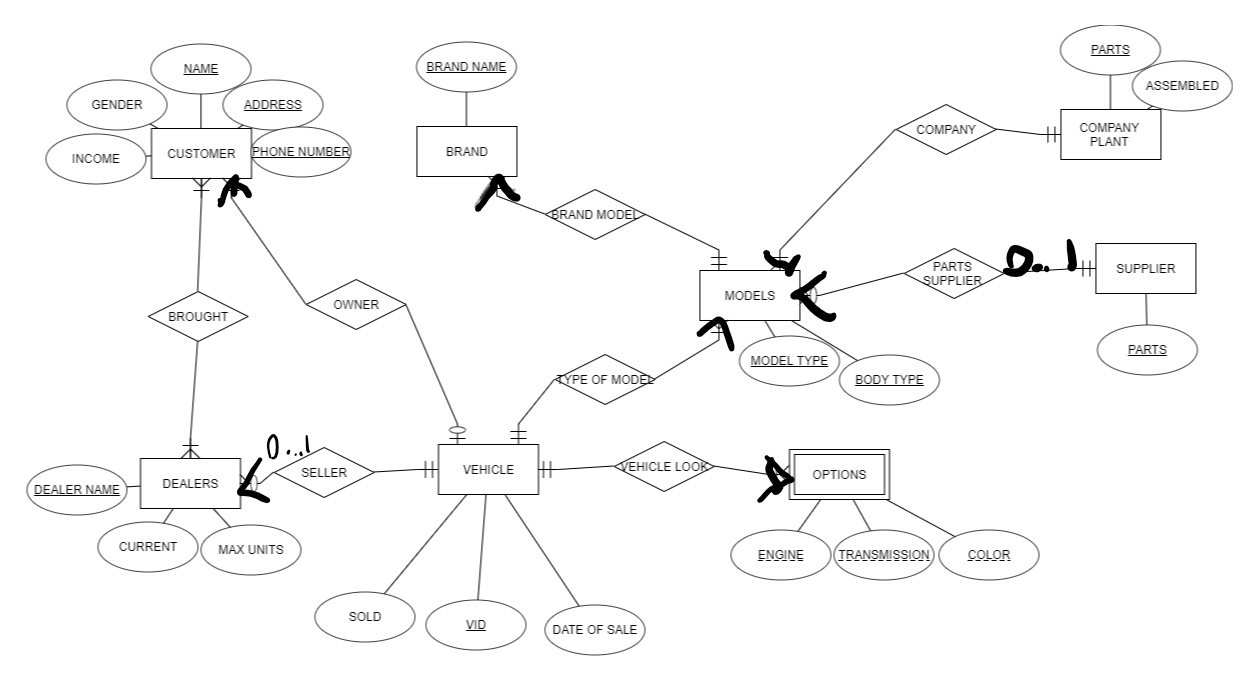 NAME
GENDER
ADDRESS
INCOME
CUSTOMER
PHONE NUMBER
BRAND NAME
BRAND
BRAND MODEL
PARTS
ASSEMBLED
COMPANY
COMPANY
PLANT
PARTS
SUPPLIER
0...1
SUPPLIER
PARTS
MODELS
MODEL TYPE
BODY TYPE
OWNER
BROUGHT
TYPE OF MODEL
0...1
SELLER
DEALERS
DEALER NAME
CURRENT
MAX UNITS
VEHICLE
VEHICLE LOOK
OPTIONS
ENGINE
TRANSMISSION
COLOR
SOLD
VID
DATE OF SALE